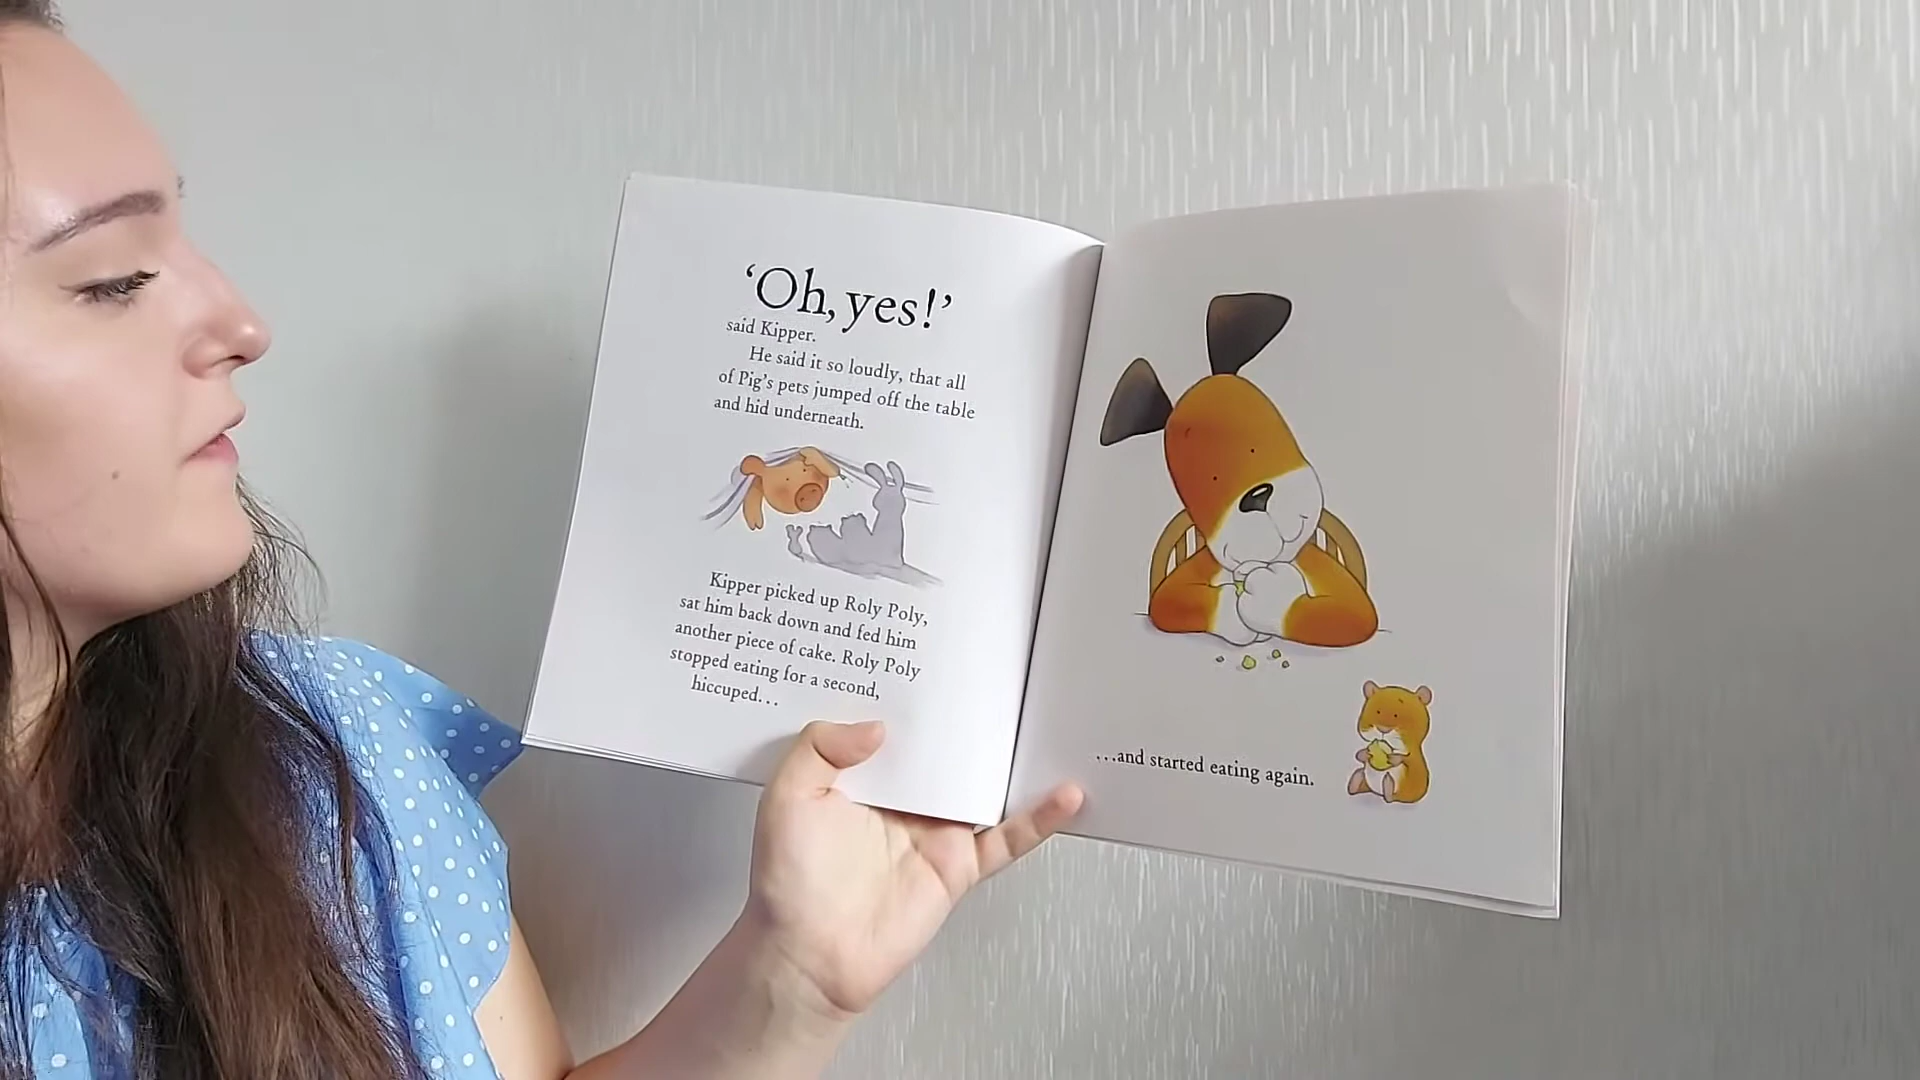 ‘Oh, yes!’
said Kipper.
He said it so loudly, that all
of Pig’s pets jumped off the table
and hid underneath.
Kipper picked up Roly Poly,
sat him back down and fed him
another piece of cake. Roly Poly
stopped eating for a second,
hiccuped…
…and started eating again.